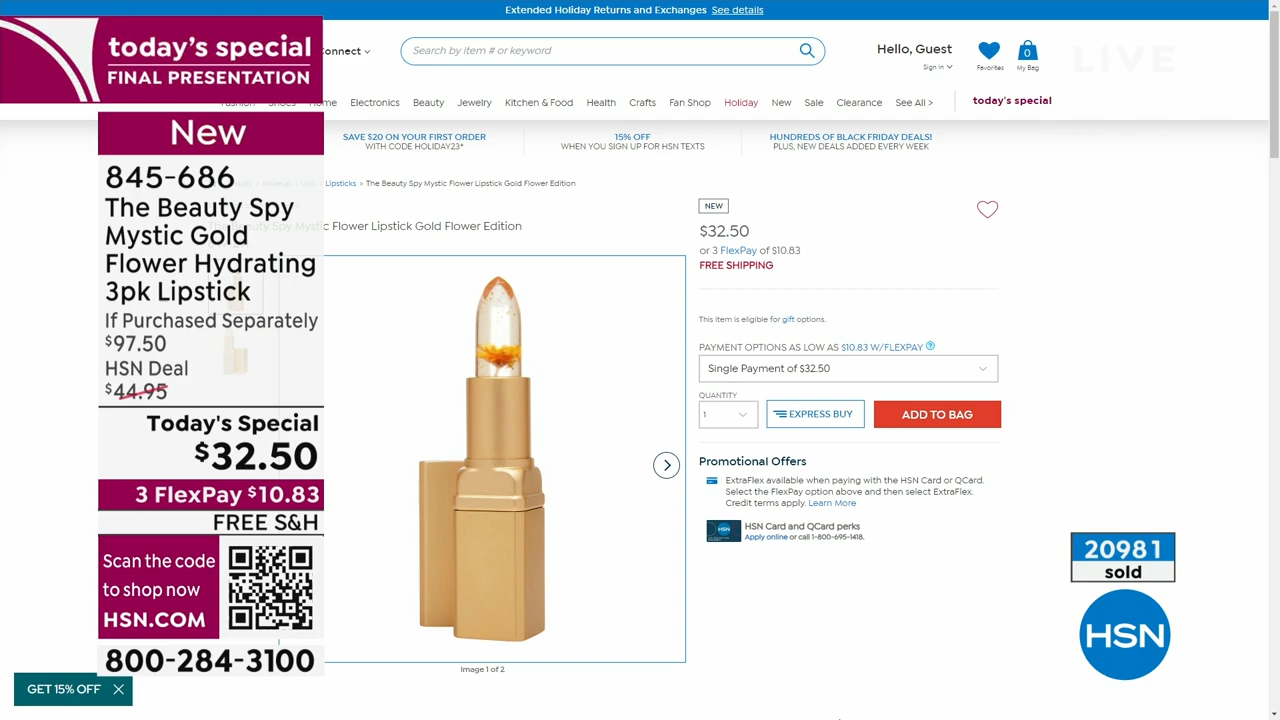 Extended Holiday Returns and Exchanges See details
today's special
FINAL PRESENTATION
onnect
Search by item # or keyword
Hello, Guest
Sign In
Favorites
0
My Bag
LIVE
Fashion Shoes Home Electronics Beauty Jewelry Kitchen & Food Health Crafts Fan Shop Holiday New Sale Clearance See All > today's special
SAVE $20 ON YOUR FIRST ORDER
WITH CODE HOLIDAY23*
15% OFF
WHEN YOU SIGN UP FOR HSN TEXTS
HUNDREDS OF BLACK FRIDAY DEALS!
PLUS, NEW DEALS ADDED EVERY WEEK
New
845-686
The Beauty Spy
Mystic Gold
Flower Hydrating
3pk Lipstick
If Purchased Separately
$97.50
HSN Deal
$44.95
Today's Special
$32.50
3 FlexPay $10.83
FREE S&H
Scan the code
to shop now
HSN.COM
800-284-3100
GET 15% OFF
Lipsticks > The Beauty Spy Mystic Flower Lipstick Gold Flower Edition
Mystic Flower Lipstick Gold Flower Edition
Image 1 of 2
NEW
$32.50
or 3 FlexPay of $10.83
FREE SHIPPING
This item is eligible for gift options.
PAYMENT OPTIONS AS LOW AS $10.83 W/FLEXPAY
Single Payment of $32.50
QUANTITY
1
EXPRESS BUY
ADD TO BAG
Promotional Offers
ExtraFlex available when paying with the HSN Card or QCard.
Select the FlexPay option above and then select ExtraFlex.
Credit terms apply. Learn More
HSN
HSN Card and QCard perks
Apply online or call 1-800-695-1418.
20981
sold
HSN